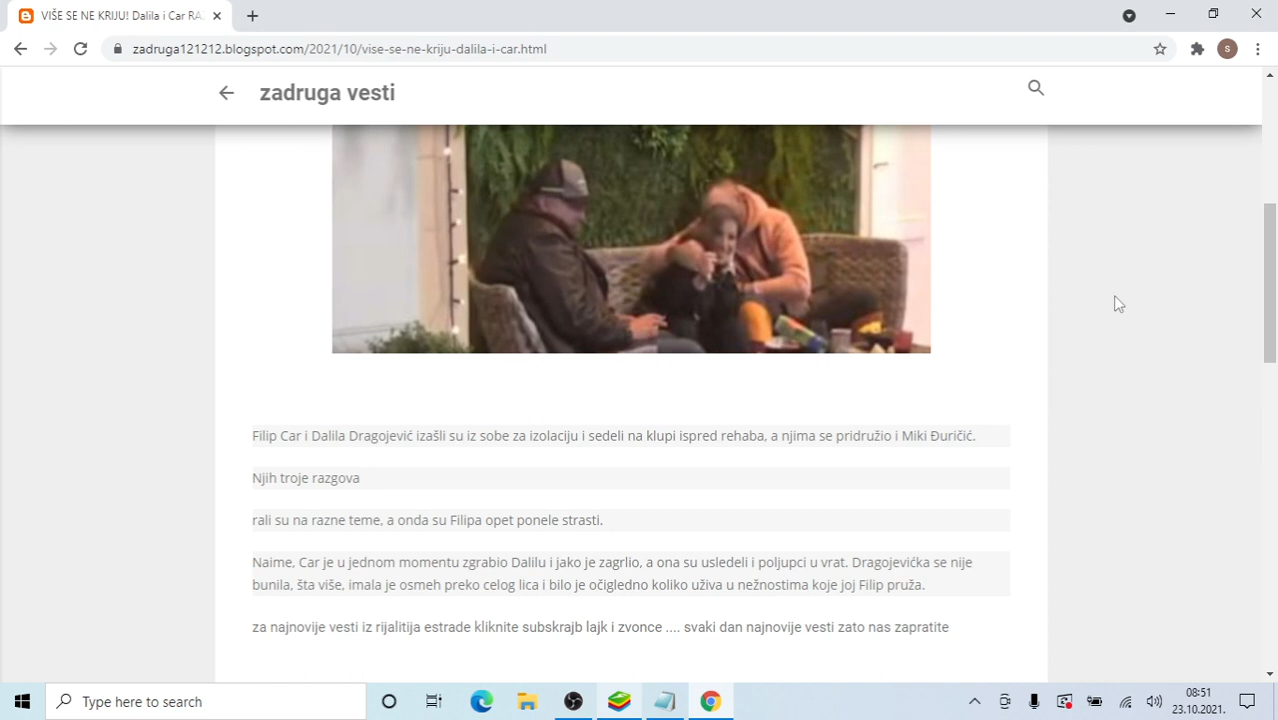 VIŠE SE NE KRIJU! Dalila i Car RAZ
zadruga121212.blogspot.com/2021/10/vise-se-ne-kriju-dalila-i-car.html
S
zadruga vesti
Filip Car i Dalila Dragojević izašli su iz sobe za izolaciju i sedeli na klupi ispred rehaba, a njima se pridružio i Miki Đuričić.
Njih troje razgova
rali su na razne teme, a onda su Filipa opet ponele strasti.
Naime, Car je u jednom momentu zgrabio Dalilu i jako je zagrlio, a ona su usledeli i poljupci u vrat. Dragojevićka se nije
bunila, šta više, imala je osmeh preko celog lica i bilo je očigledno koliko uživa u nežnostima koje joj Filip pruža.
za najnovije vesti iz rijalitija estrade kliknite subskrajb lajk i zvonce .... svaki dan najnovije vesti zato nas zapratite
Type here to search
08:51
23.10.2021.